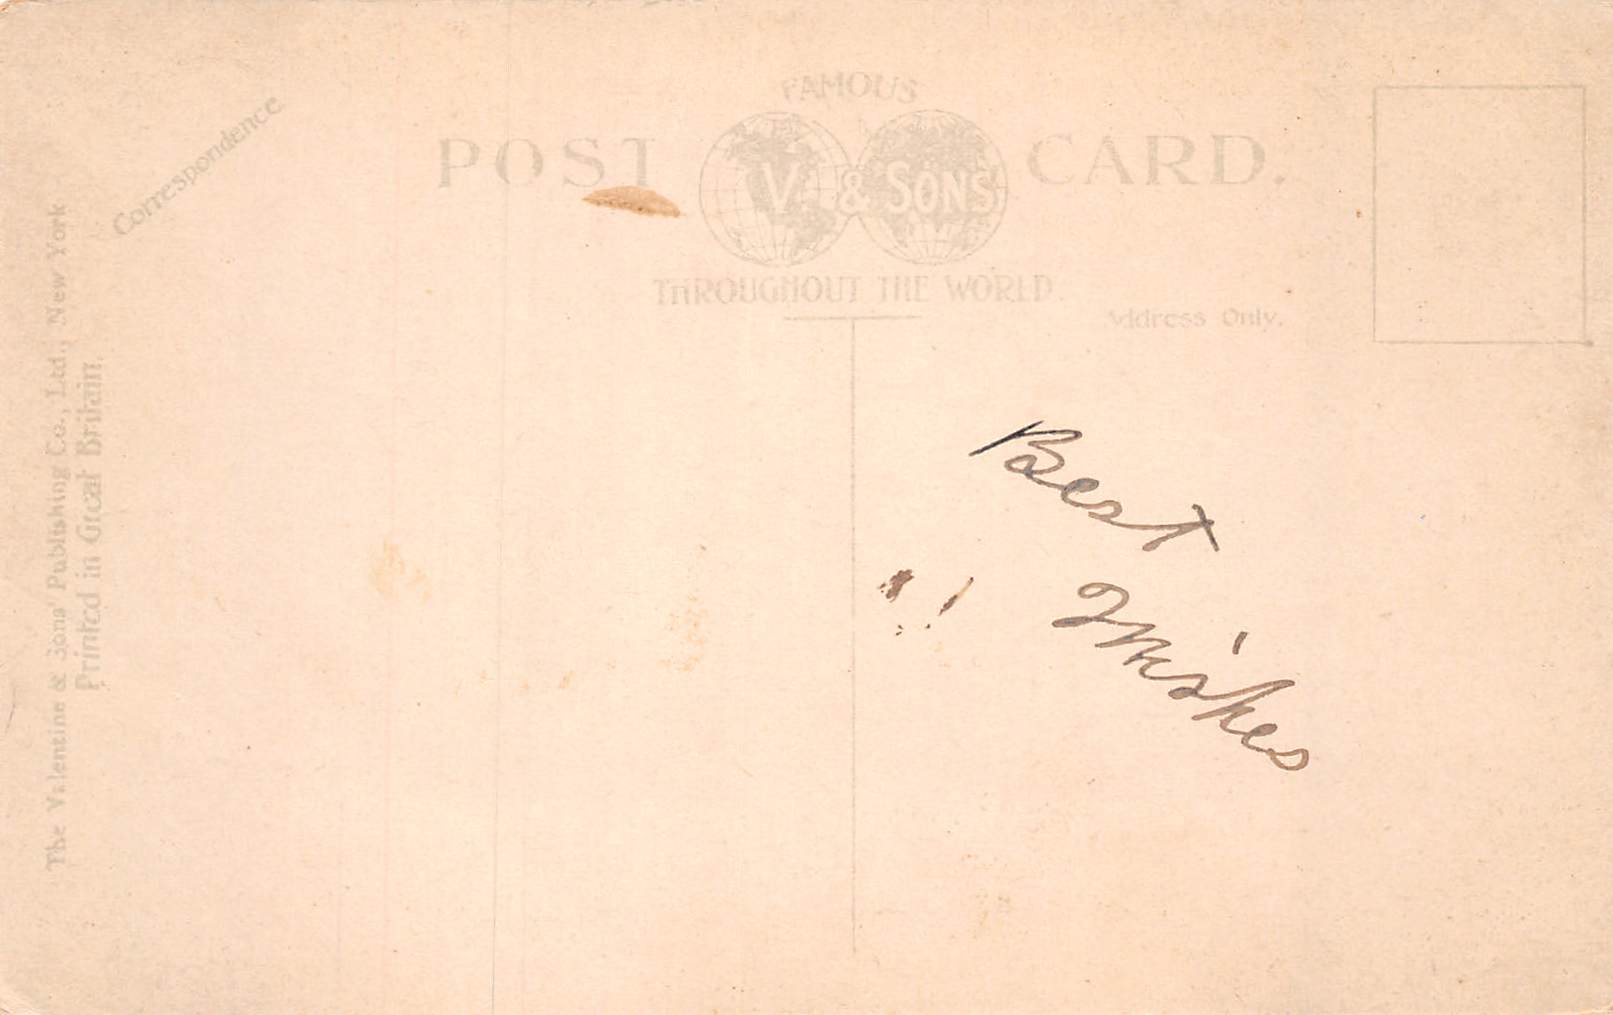 FAMOUS
POST V. & SONS CARD.
THROUGHOUT THE WORLD.
Correspondence
Address Only.
The Valentine & Sons' Publishing Co., Ltd., New York
Printed in Great Britain.
Best
Wishes